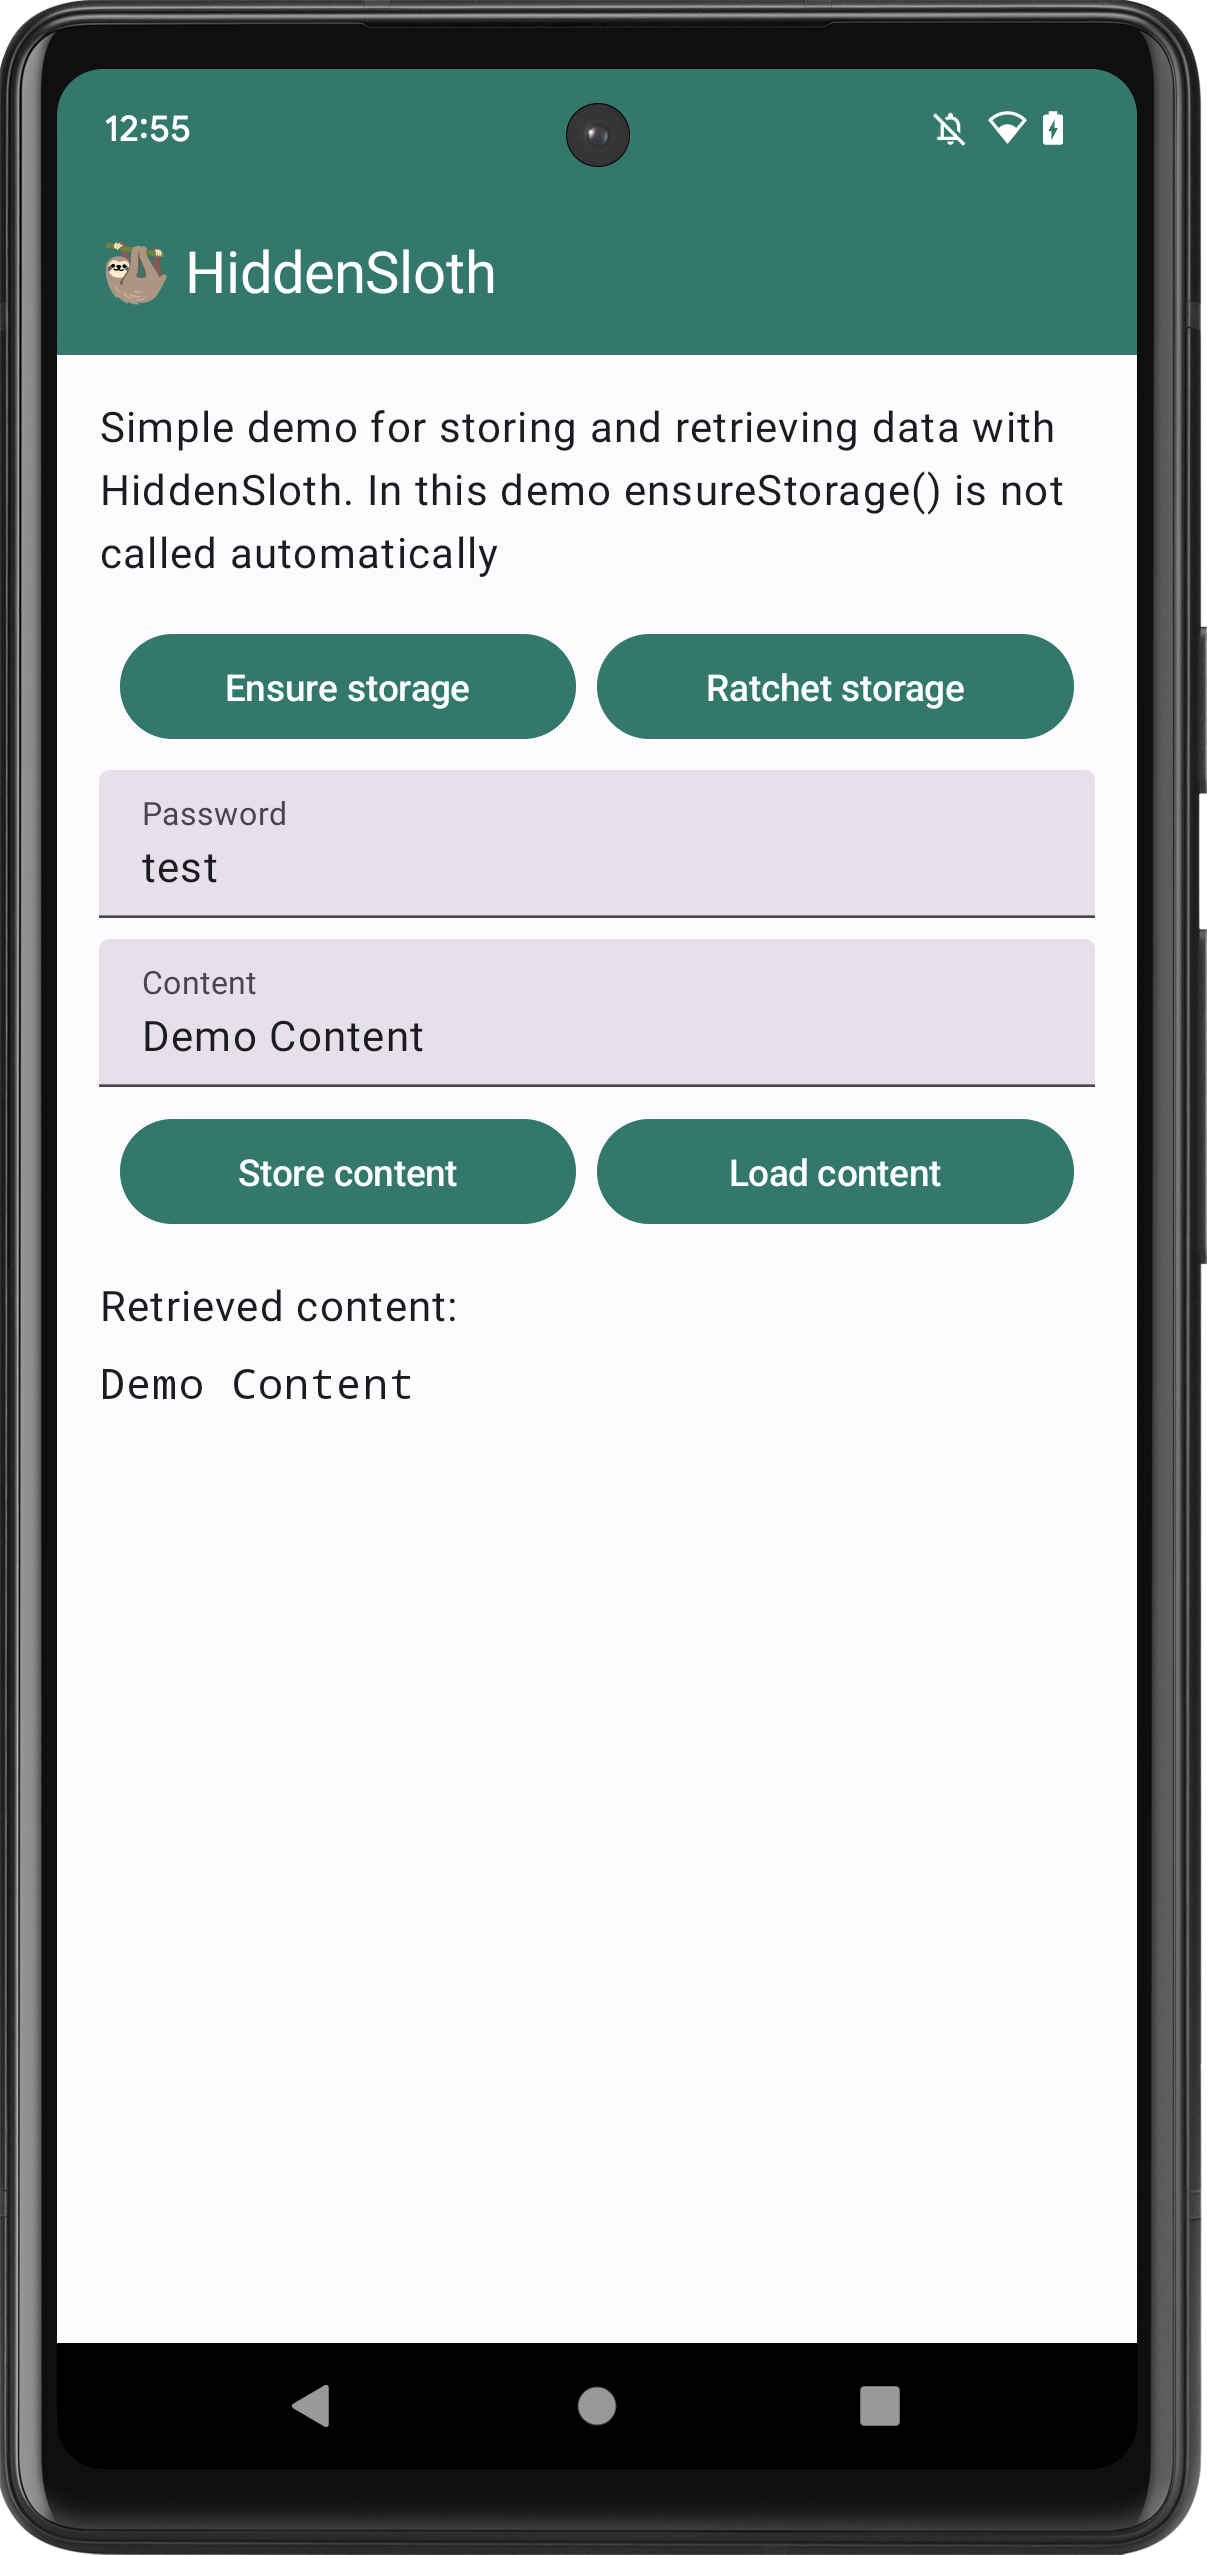 12:55
HiddenSloth
Simple demo for storing and retrieving data with
HiddenSloth. In this demo ensureStorage() is not
called automatically
Ensure storage
Ratchet storage
Password
test
Content
Demo Content
Store content
Load content
Retrieved content:
Demo Content